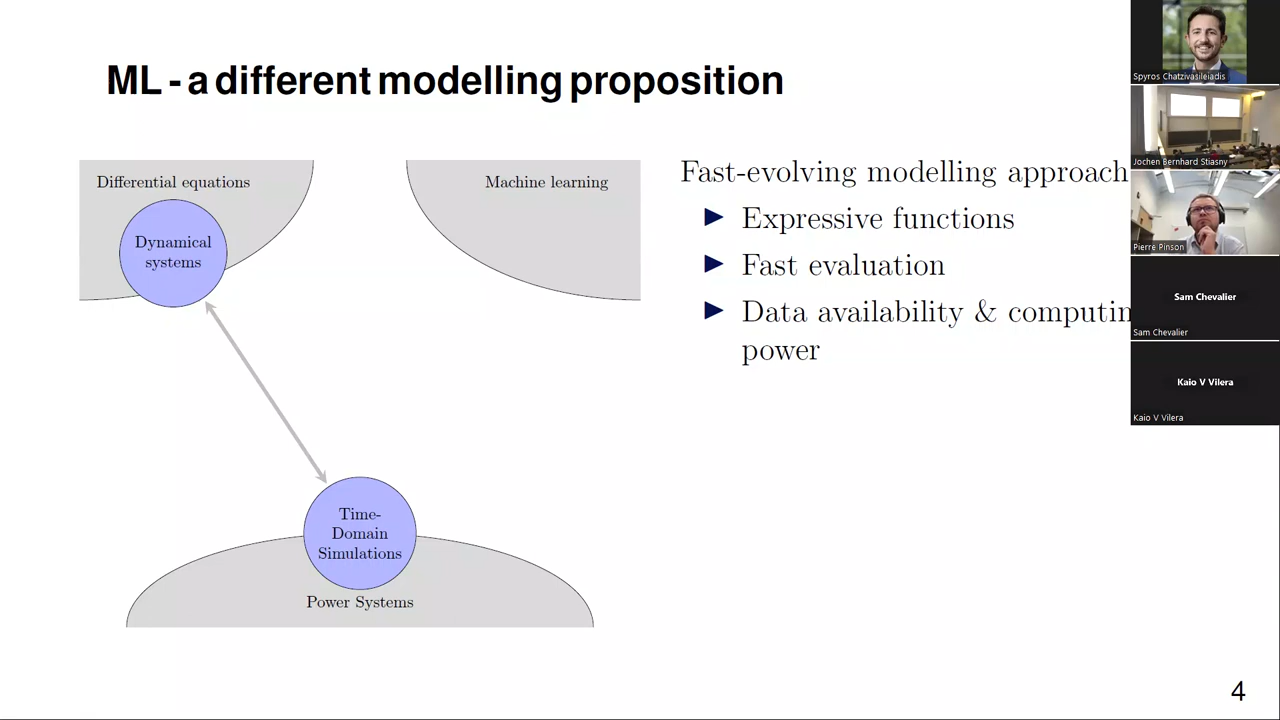 ML - a different modelling proposition
Differential equations
Machine learning
Dynamical
systems
Time-
Domain
Simulations
Power Systems
Fast-evolving modelling approach
Expressive functions
Fast evaluation
Data availability & computin
power
4
Spyros Chatzivasileiadis
Jochen Bernhard Stiasny
Pierre Pinson
Sam Chevalier
Sam Chevalier
Kaio V Vilera
Kaio V Vilera